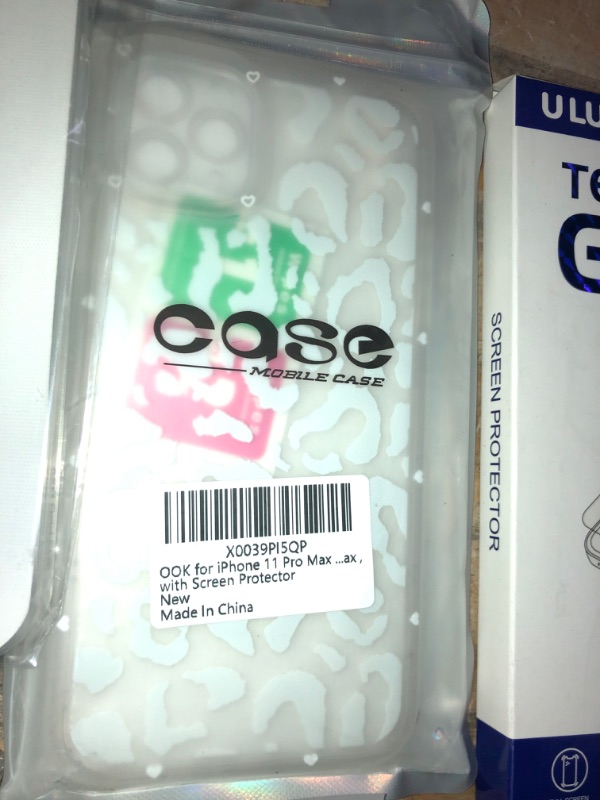 case
MOBILE CASE
X0039PI5QP
OOK for iPhone 11 Pro Max ...ax ,
with Screen Protector
New
Made In China
ULU
Te
G
SCREEN PROTECTOR